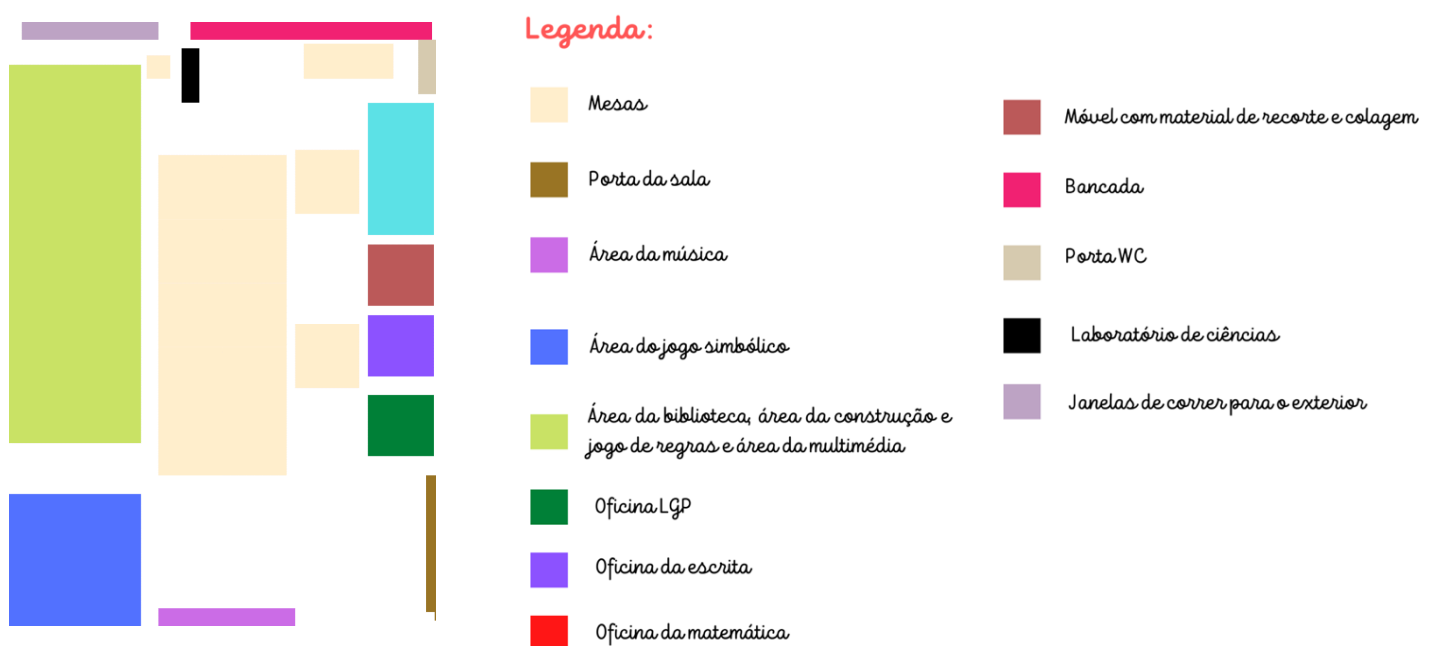 Legenda:
Mesas
Porta da sala
Área da música
Área do jogo simbólico
Área da biblioteca, área da construção e
jogo de regras e área da multimédia
Oficina LGP
Oficina da escrita
Oficina da matemática
Móvel com material de recorte e colagem
Bancada
Porta WC
Laboratório de ciências
Janelas de correr para o exterior